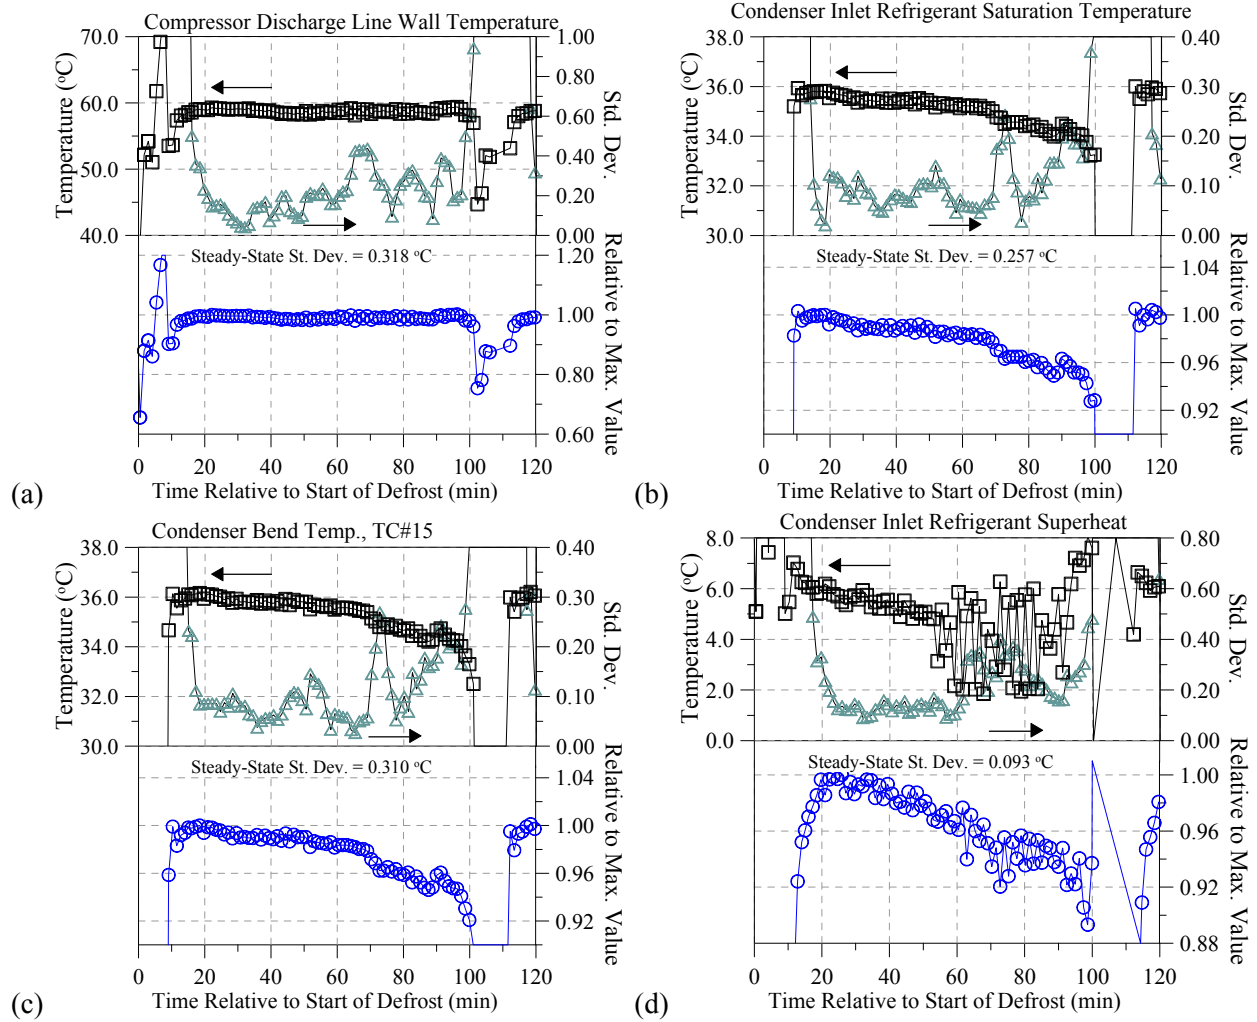 Compressor Discharge Line Wall Temperature
70.0
60.0
50.0
40.0
Temperature (°C)
1.00
0.80
0.60
0.40
0.20
0.00
Std. Dev.
Steady-State St. Dev. = 0.318 °C
1.20
1.00
0.80
0.60
Relative to Max. Value
0 20 40 60 80 100 120
Time Relative to Start of Defrost (min)
(a)
Condenser Inlet Refrigerant Saturation Temperature
38.0
36.0
34.0
32.0
30.0
Temperature (°C)
0.40
0.30
0.20
0.10
0.00
Std. Dev.
Steady-State St. Dev. = 0.257 °C
1.04
1.00
0.96
0.92
Relative to Max. Value
0 20 40 60 80 100 120
Time Relative to Start of Defrost (min)
(b)
Condenser Bend Temp., TC#15
38.0
36.0
34.0
32.0
30.0
Temperature (°C)
0.40
0.30
0.20
0.10
0.00
Std. Dev.
Steady-State St. Dev. = 0.310 °C
1.04
1.00
0.96
0.92
Relative to Max. Value
0 20 40 60 80 100 120
Time Relative to Start of Defrost (min)
(c)
Condenser Inlet Refrigerant Superheat
8.0
6.0
4.0
2.0
0.0
Temperature (°C)
0.80
0.60
0.40
0.20
0.00
Std. Dev.
Steady-State St. Dev. = 0.093 °C
1.00
0.96
0.92
0.88
Relative to Max. Value
0 20 40 60 80 100 120
Time Relative to Start of Defrost (min)
(d)